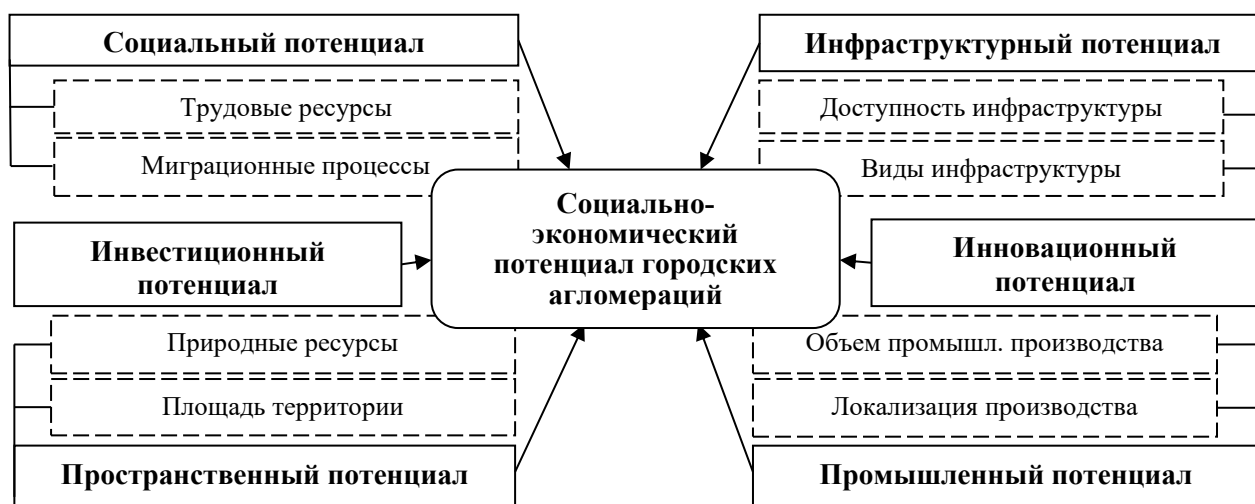 Социальный потенциал
Трудовые ресурсы
Миграционные процессы
Инфраструктурный потенциал
Доступность инфраструктуры
Виды инфраструктуры
Социально-
экономический
потенциал городских
агломераций
Инвестиционный
потенциал
Инновационный
потенциал
Природные ресурсы
Площадь территории
Пространственный потенциал
Объем промышл. производства
Локализация производства
Промышленный потенциал